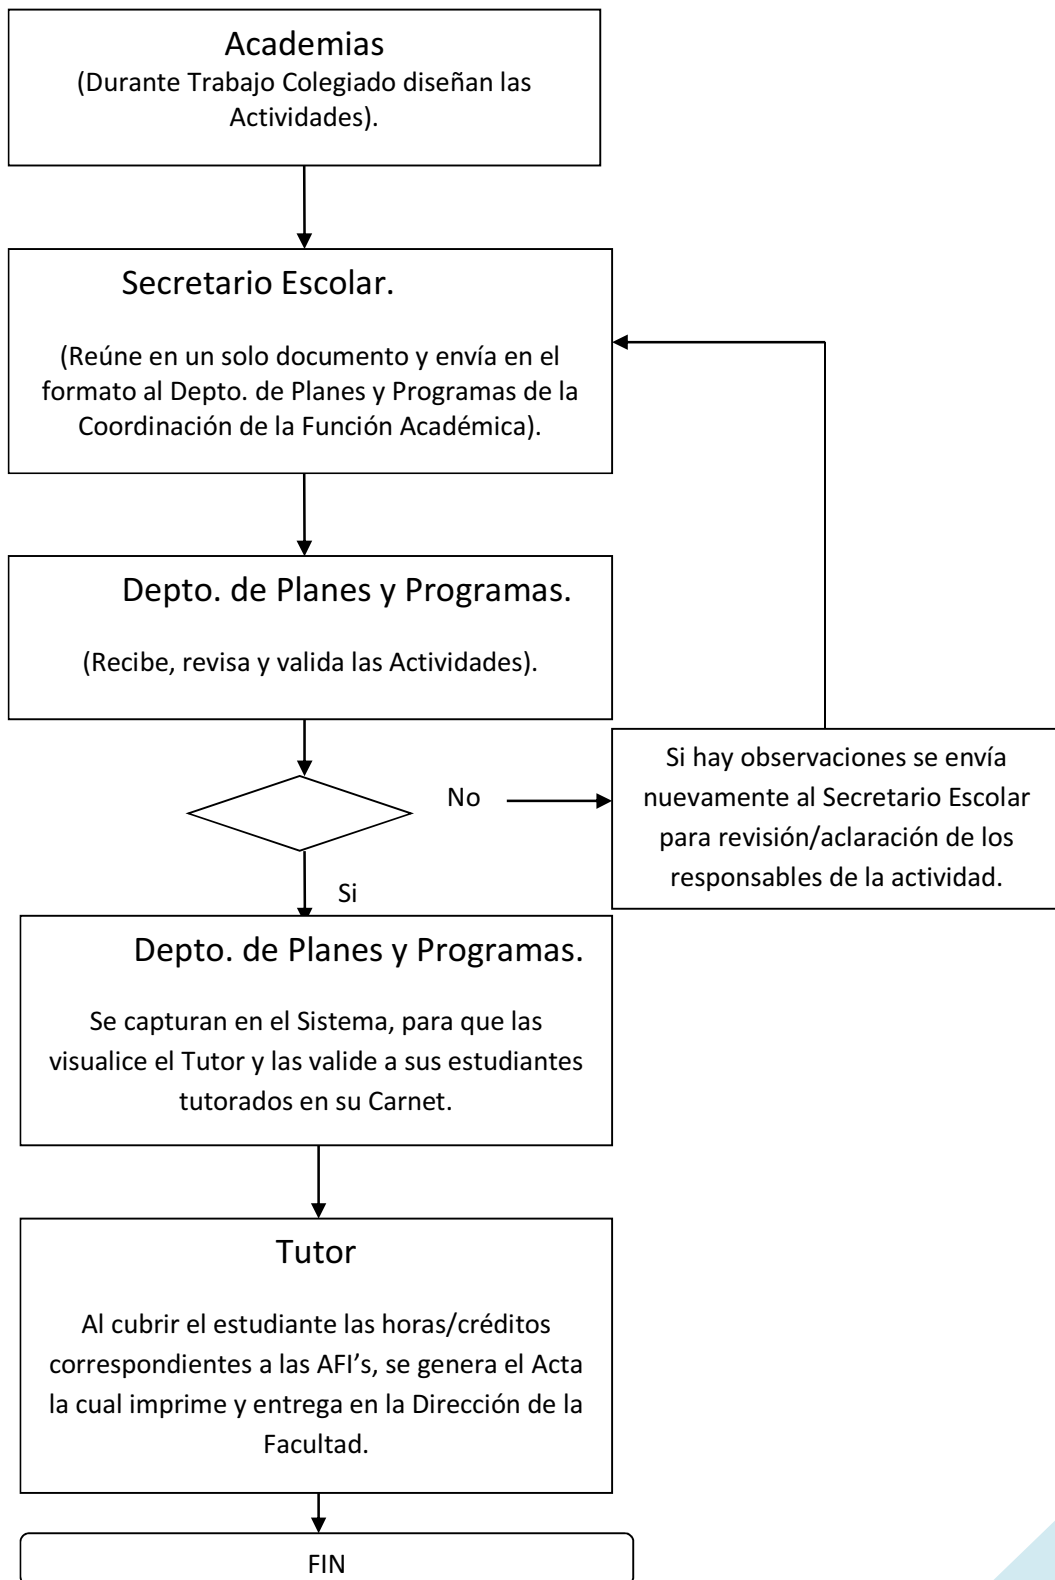 Academias
(Durante Trabajo Colegiado diseñan las
Actividades).
Secretario Escolar.
(Reúne en un solo documento y envía en el
formato al Depto. de Planes y Programas de la
Coordinación de la Función Académica).
Depto. de Planes y Programas.
(Recibe, revisa y valida las Actividades).
No
Si hay observaciones se envía
nuevamente al Secretario Escolar
para revisión/aclaración de los
responsables de la actividad.
Si
Depto. de Planes y Programas.
Se capturan en el Sistema, para que las
visualice el Tutor y las valide a sus estudiantes
tutorados en su Carnet.
Tutor
Al cubrir el estudiante las horas/créditos
correspondientes a las AFI’s, se genera el Acta
la cual imprime y entrega en la Dirección de la
Facultad.
FIN